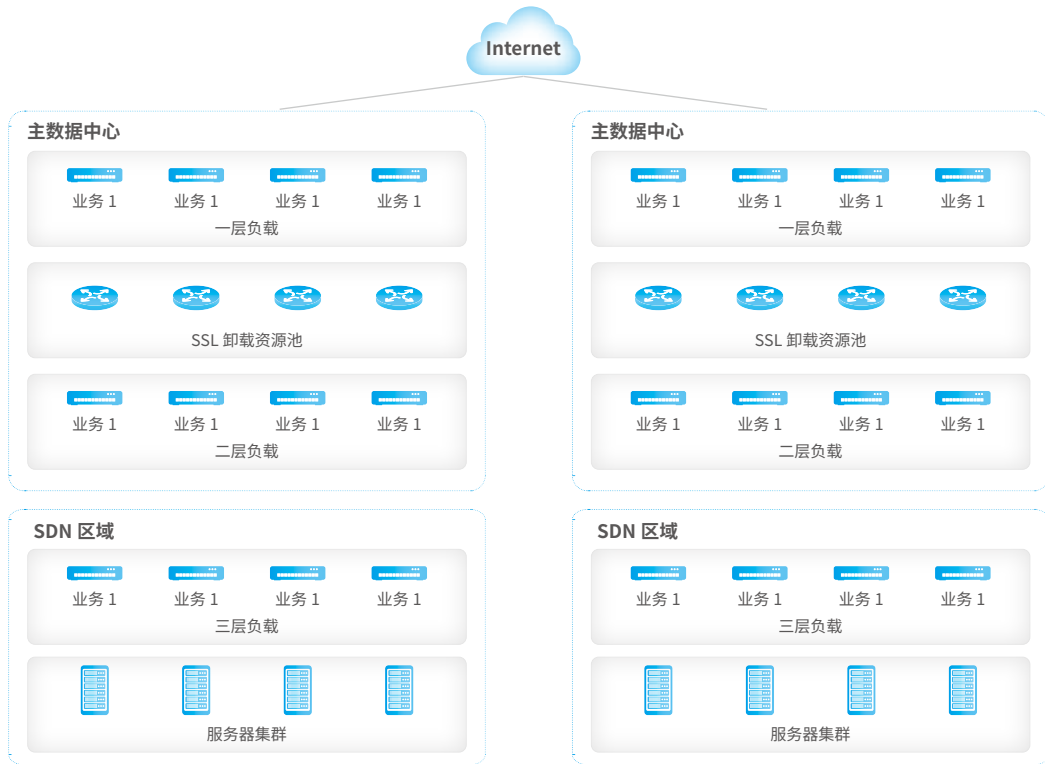 Internet
主数据中心
业务 1 业务 1 业务 1 业务 1
一层负载
SSL 卸载资源池
业务 1 业务 1 业务 1 业务 1
二层负载
SDN 区域
业务 1 业务 1 业务 1 业务 1
三层负载
服务器集群
主数据中心
业务 1 业务 1 业务 1 业务 1
一层负载
SSL 卸载资源池
业务 1 业务 1 业务 1 业务 1
二层负载
SDN 区域
业务 1 业务 1 业务 1 业务 1
三层负载
服务器集群